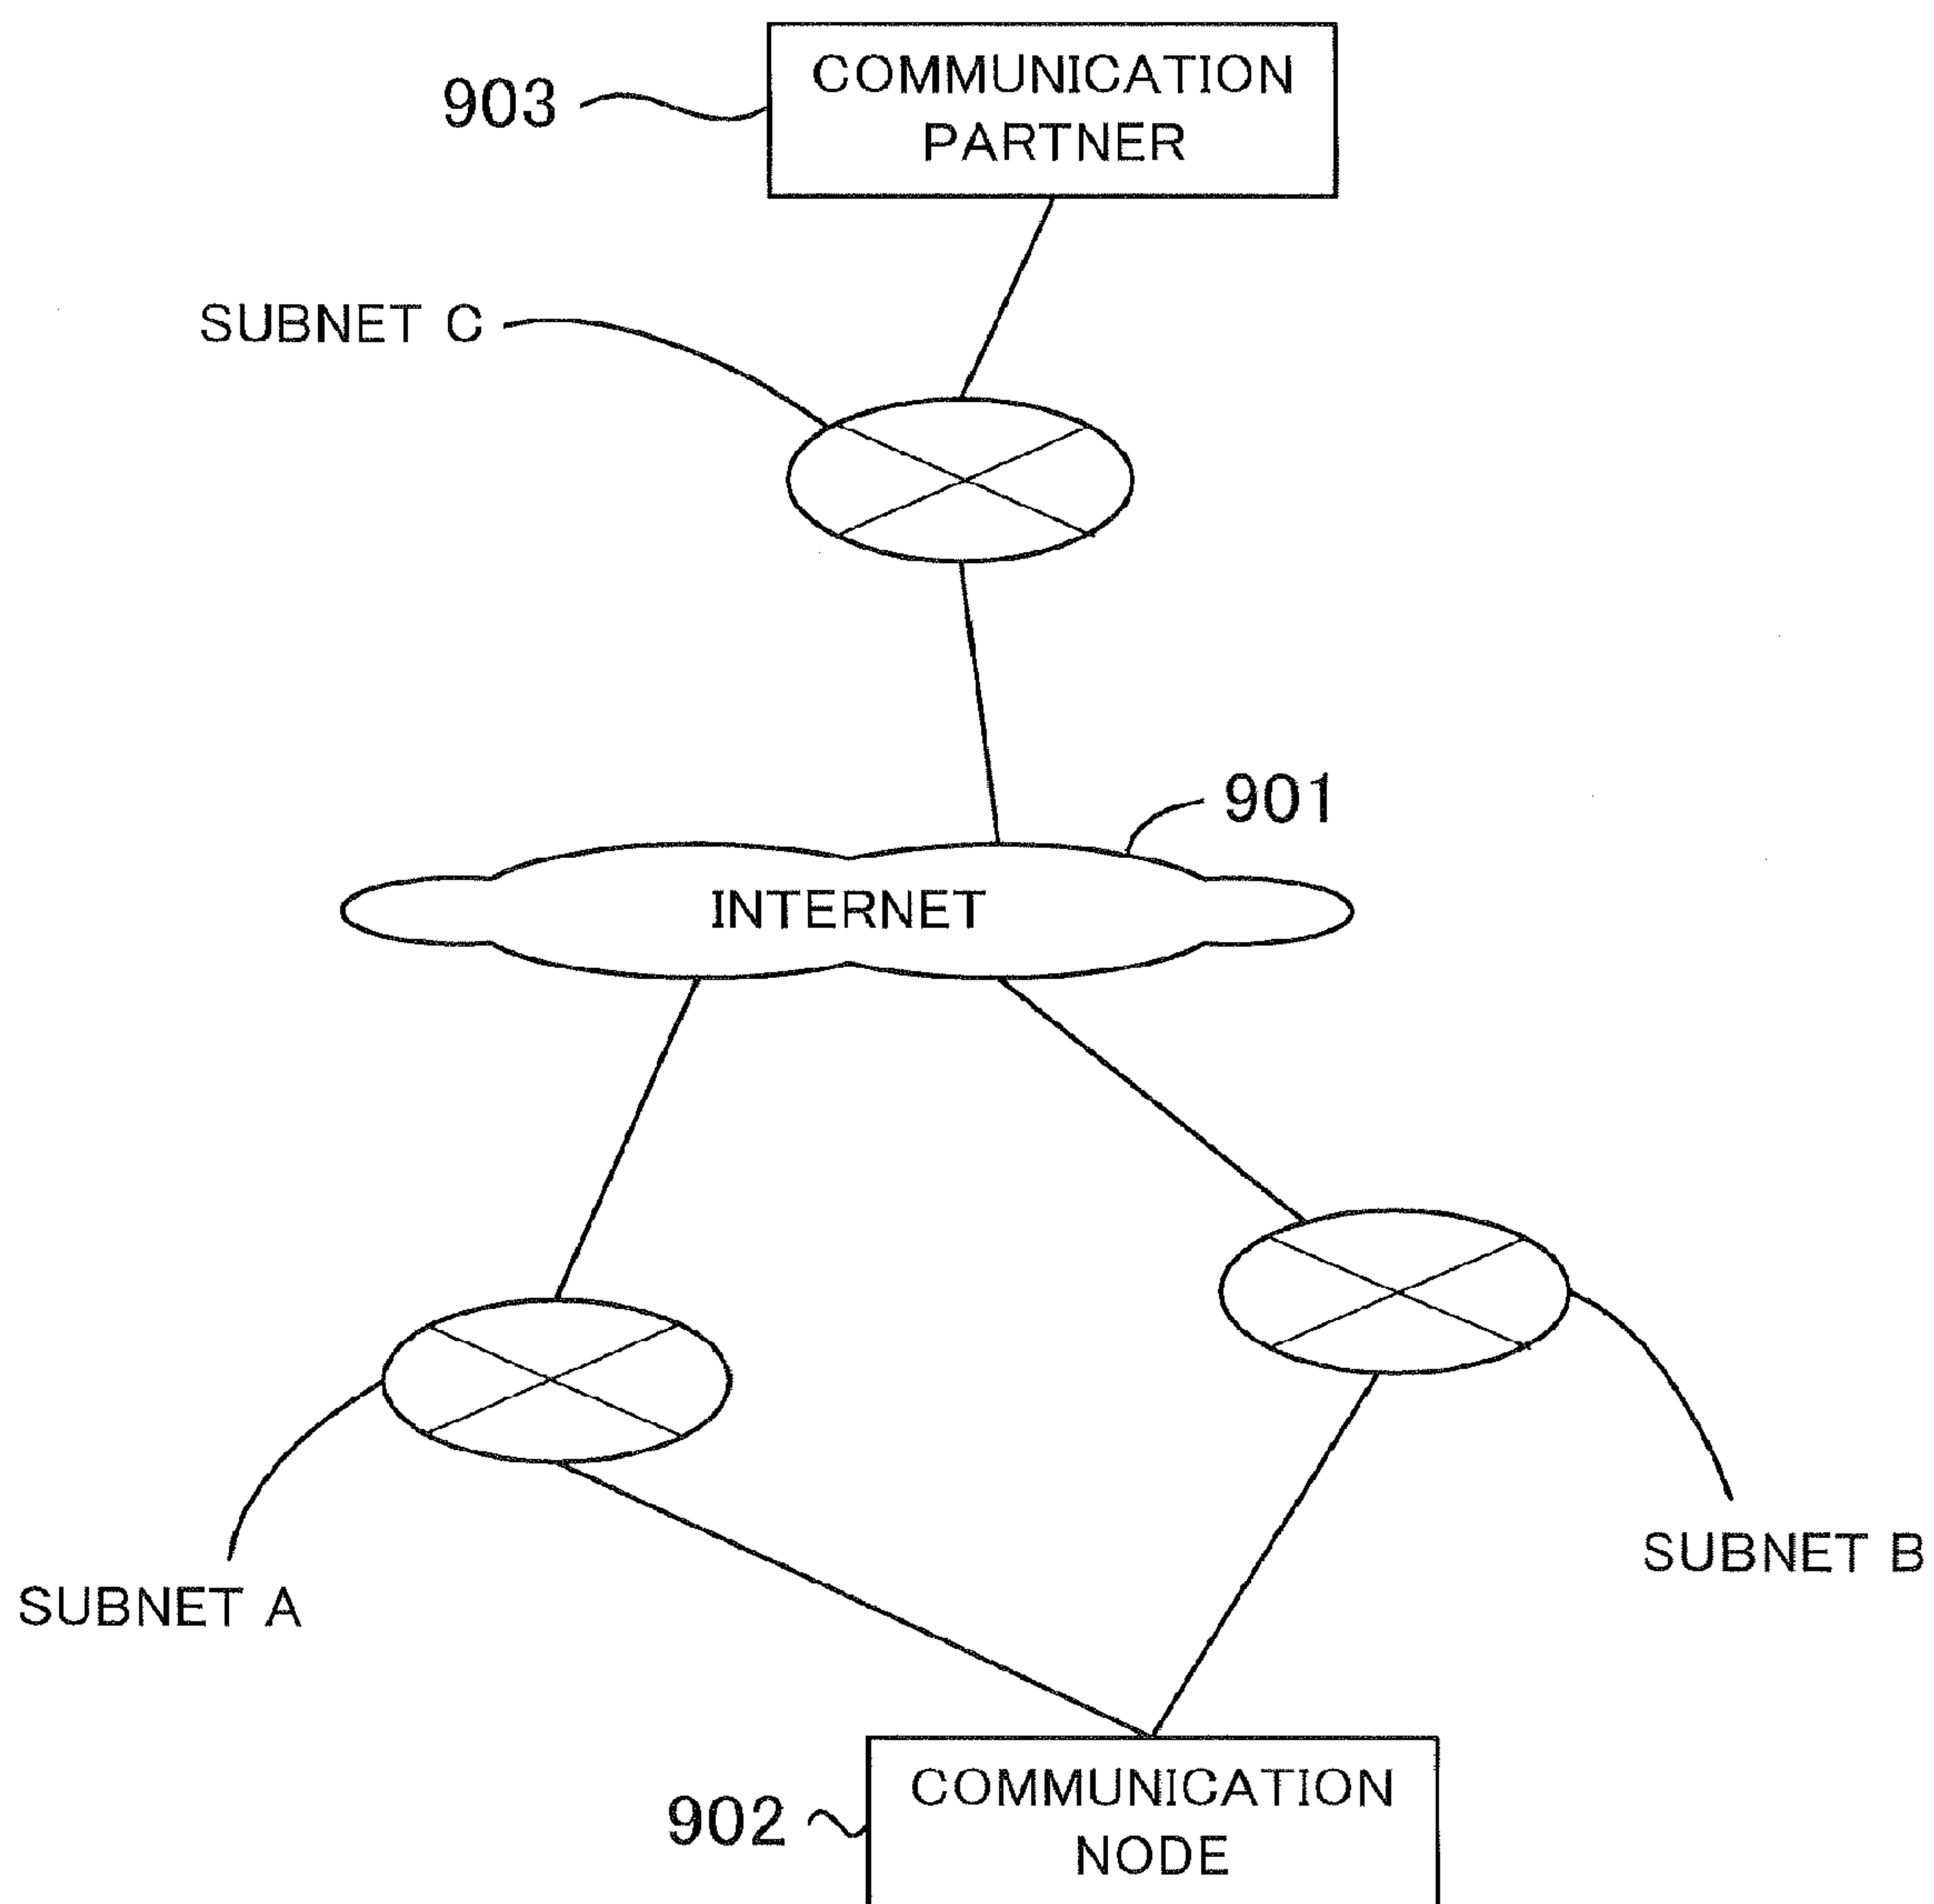 COMMUNICATION
PARTNER
903
SUBNET C
901
INTERNET
SUBNET B
SUBNET A
COMMUNICATION
NODE
902